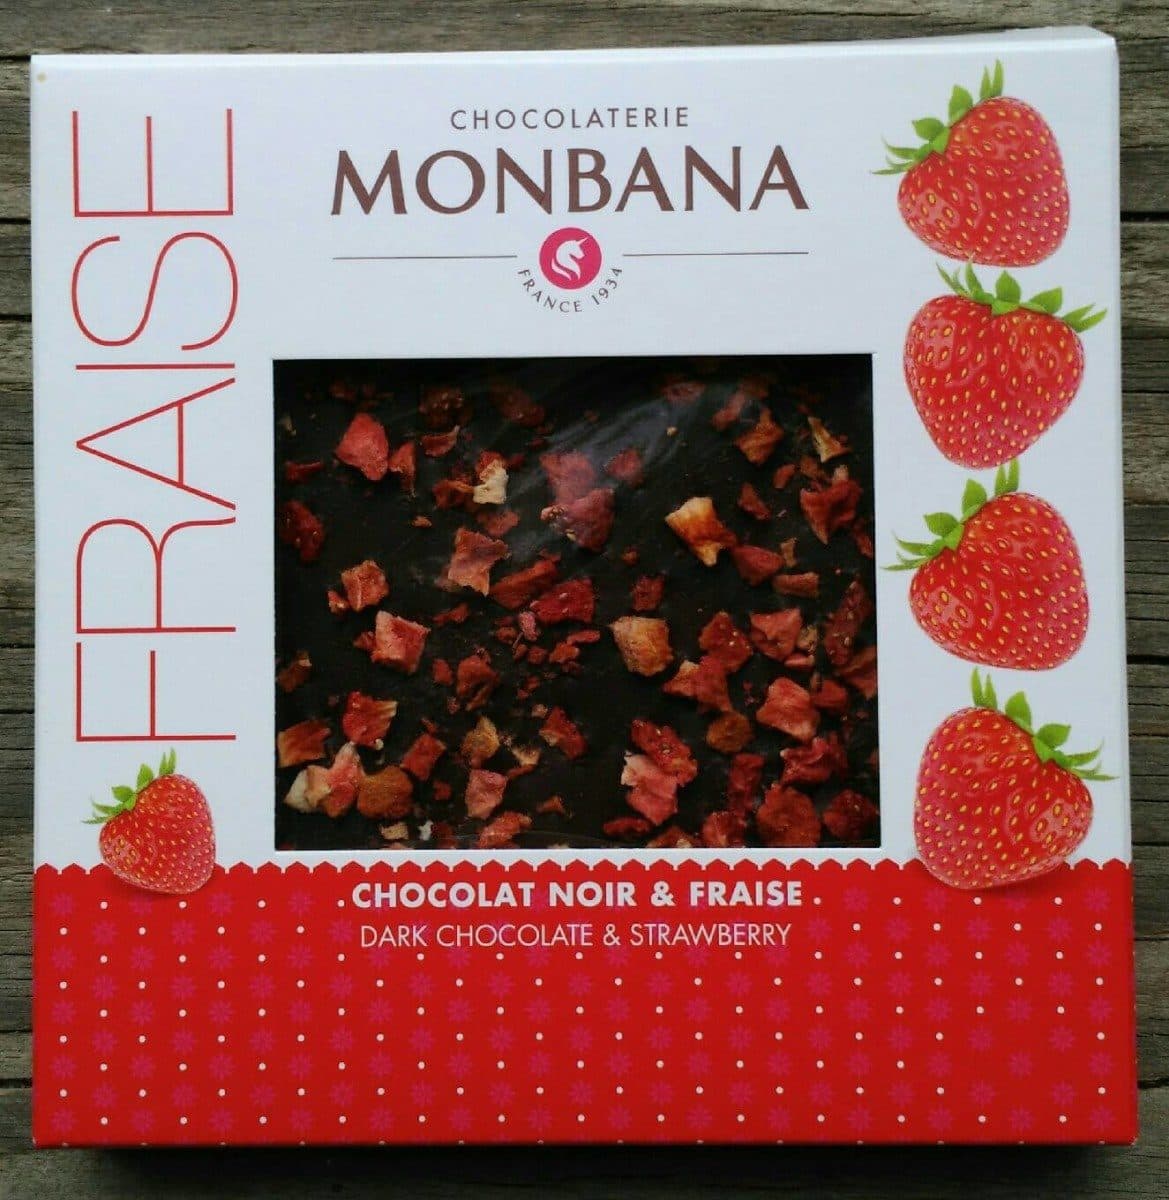 FRAISE
CHOCOLATERIE
MONBANA
FRANCE 1934
CHOCOLAT NOIR & FRAISE
DARK CHOCOLATE & STRAWBERRY